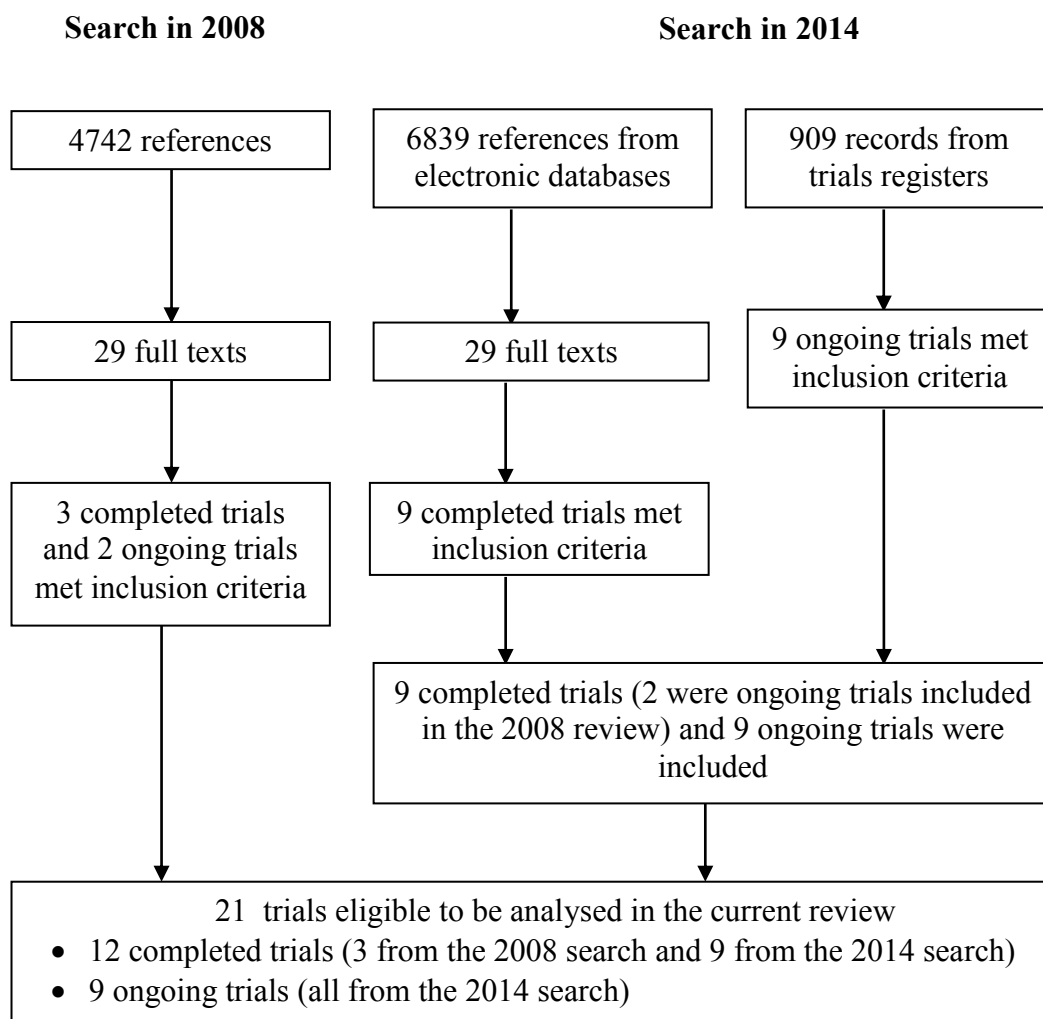 Search in 2008
Search in 2014
4742 references
6839 references from
electronic databases
909 records from
trials registers
29 full texts
29 full texts
9 ongoing trials met
inclusion criteria
3 completed trials
and 2 ongoing trials
met inclusion criteria
9 completed trials met
inclusion criteria
9 completed trials (2 were ongoing trials included
in the 2008 review) and 9 ongoing trials were
included
21 trials eligible to be analysed in the current review
• 12 completed trials (3 from the 2008 search and 9 from the 2014 search)
• 9 ongoing trials (all from the 2014 search)